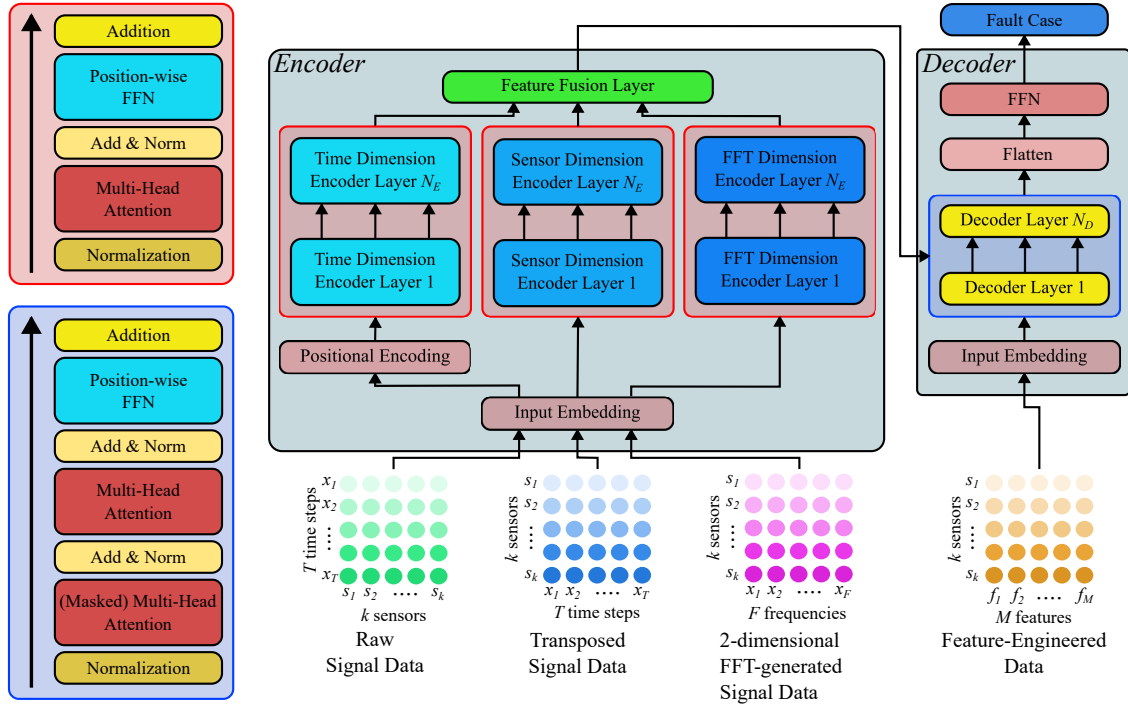 Addition
Position-wise
FFN
Add & Norm
Multi-Head
Attention
Normalization
Addition
Position-wise
FFN
Add & Norm
Multi-Head
Attention
Add & Norm
(Masked) Multi-Head
Attention
Normalization
Encoder
Feature Fusion Layer
Time Dimension
Encoder Layer N_E
Time Dimension
Encoder Layer 1
Sensor Dimension
Encoder Layer N_E
Sensor Dimension
Encoder Layer 1
FFT Dimension
Encoder Layer N_E
FFT Dimension
Encoder Layer 1
Positional Encoding
Input Embedding
Fault Case
Decoder
FFN
Flatten
Decoder Layer N_D
Decoder Layer 1
Input Embedding
T time steps
x_1
x_2
....
x_T
s_1 s_2 .... s_k
k sensors
Raw
Signal Data
k sensors
s_1
s_2
....
s_k
x_1 x_2 .... x_T
T time steps
Transposed
Signal Data
k sensors
s_1
s_2
....
s_k
x_1 x_2 .... x_F
F frequencies
2-dimensional
FFT-generated
Signal Data
k sensors
s_1
s_2
....
s_k
f_1 f_2 .... f_M
M features
Feature-Engineered
Data